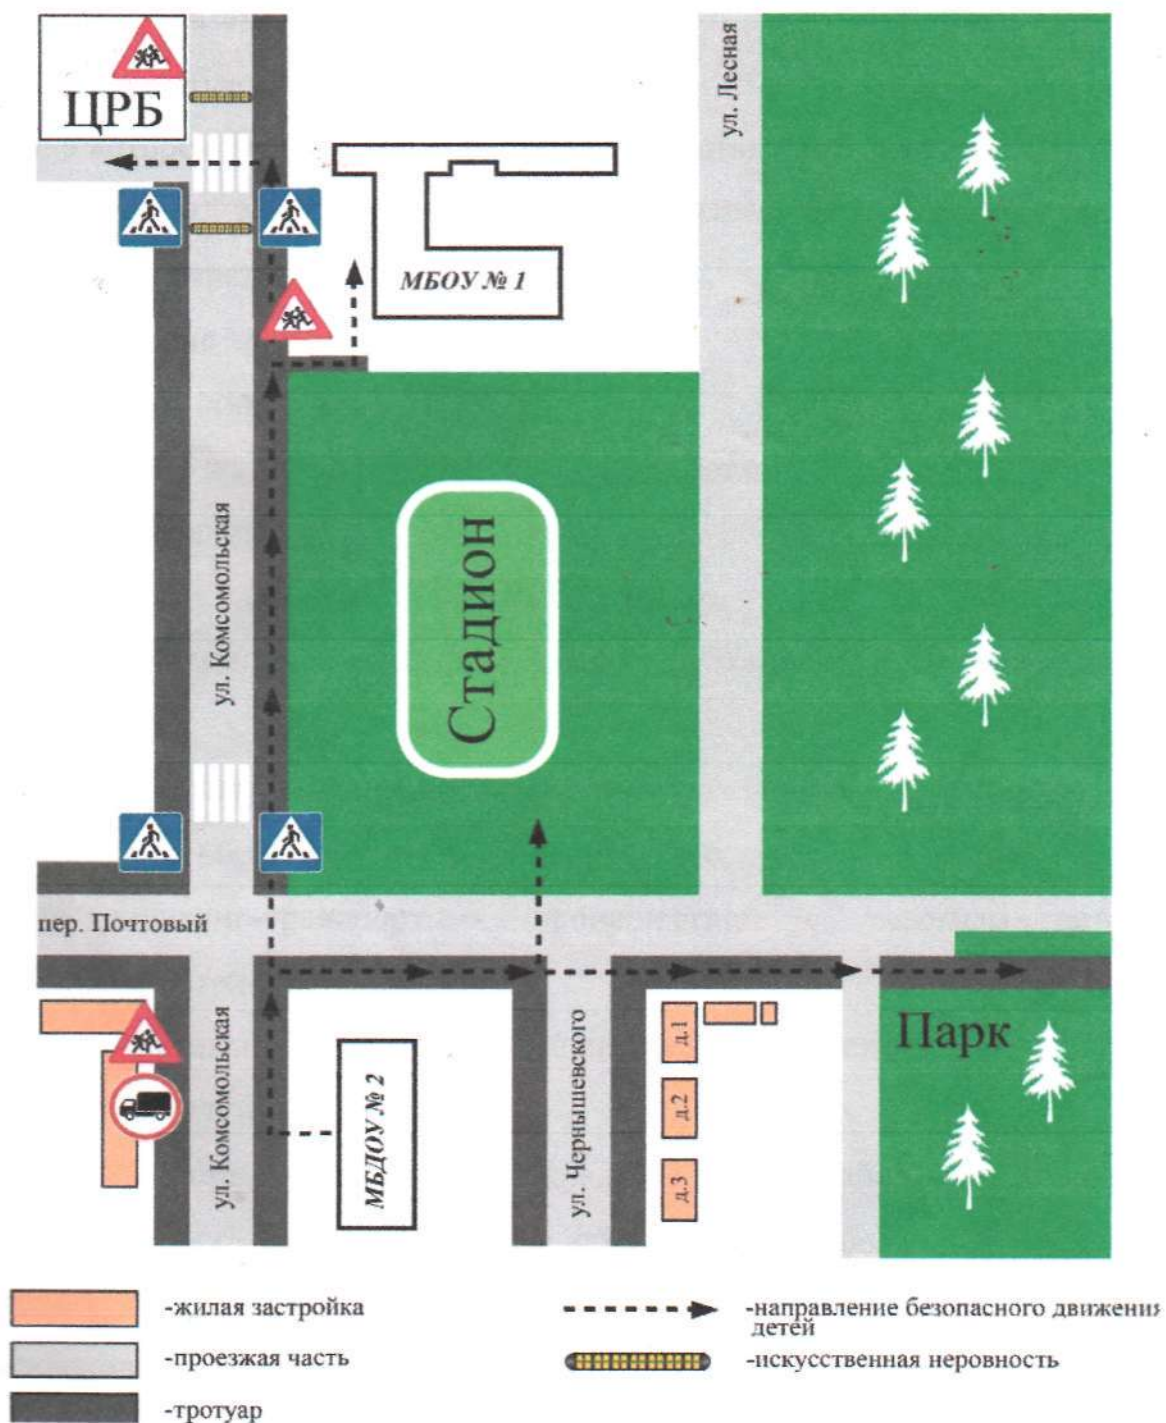 ЦРБ
ул. Лесная
МБОУ № 1
ул. Комсомольская
Стадион
пер. Почтовый
ул. Комсомольская
МБДОУ № 2
ул. Чернышевского
д.1
д.2
д.3
Парк
-жилая застройка
-проезжая часть
-тротуар
-направление безопасного движения
детей
-искусственная неровность